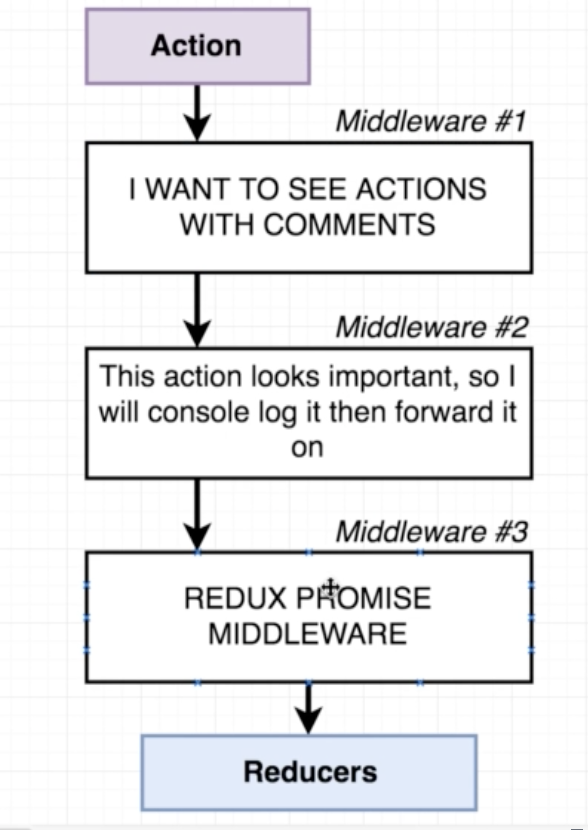 Action
Middleware #1
I WANT TO SEE ACTIONS
WITH COMMENTS
Middleware #2
This action looks important, so I
will console log it then forward it
on
Middleware #3
REDUX PROMISE
MIDDLEWARE
Reducers